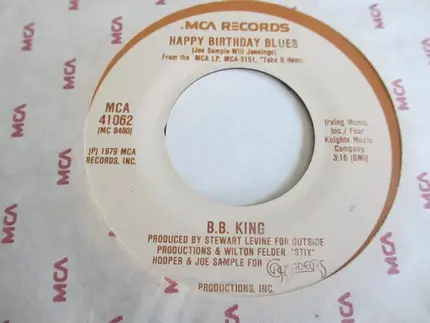 MCA RECORDS
HAPPY BIRTHDAY BLUES
(Joe Sample-Will Jennings)
From the MCA LP, MCA-3151, "Take It Home"
MCA
41062
(MC 8480)
(P) 1979 MCA
RECORDS, INC.
Irving Music,
Inc./ Four
Knights Music
Company
3:15 (BMI)
B.B. KING
PRODUCED BY STEWART LEVINE FOR OUTSIDE
PRODUCTIONS & WILTON FELDER, "STIX"
HOOPER & JOE SAMPLE FOR CRUSADERS
PRODUCTIONS, INC.
MCA
MCA
MCA
MCA
MCA
MCA